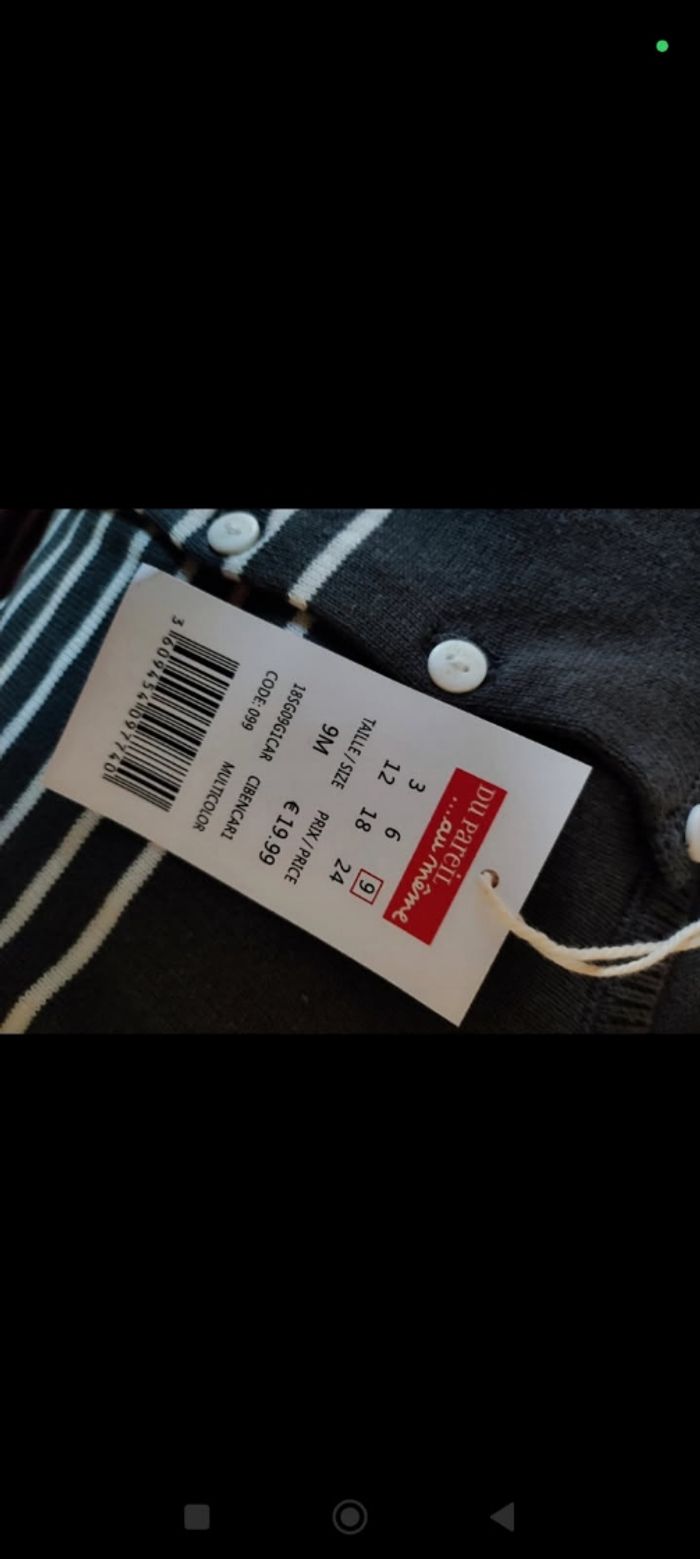 DU PAREIL
...au même
3 6 9
12 18 24
TAILLE / SIZE PRIX / PRICE
9M €19.99
18SG09G1CAR CIBENCAR1
CODE: 099 MULTICOLOR
3 609454 097740